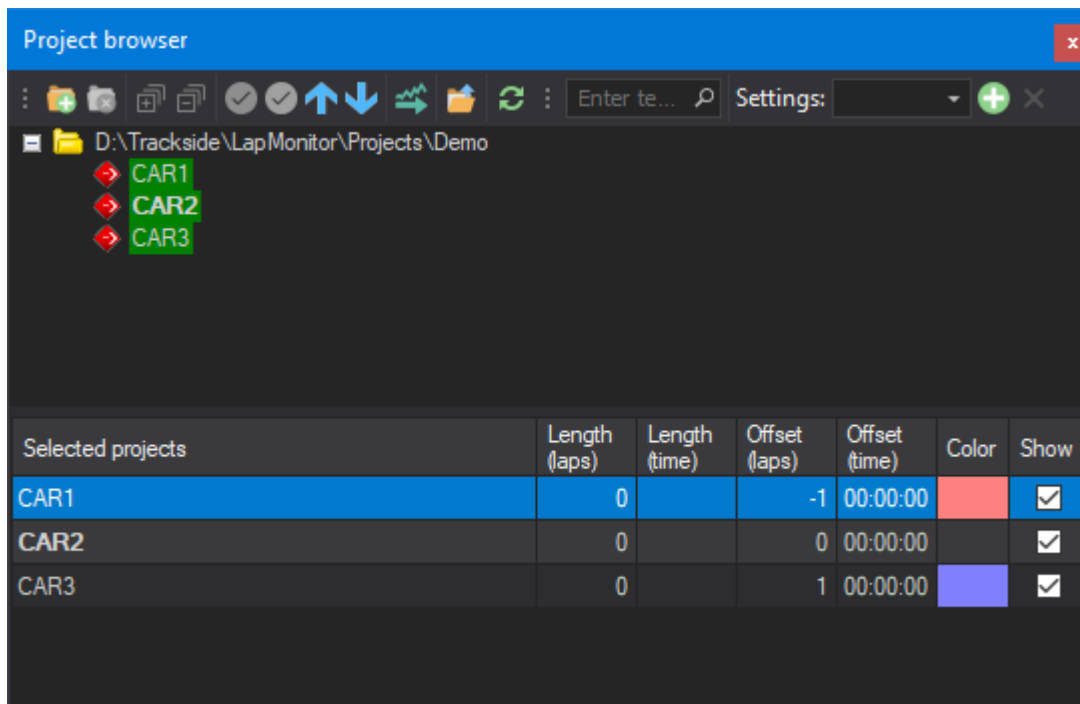 Project browser
x
Enter te... Settings:
D:\Trackside\LapMonitor\Projects\Demo
CAR1
CAR2
CAR3
Selected projects Length (laps) Length (time) Offset (laps) Offset (time) Color Show
CAR1 0 -1 00:00:00
CAR2 0 0 00:00:00
CAR3 0 1 00:00:00